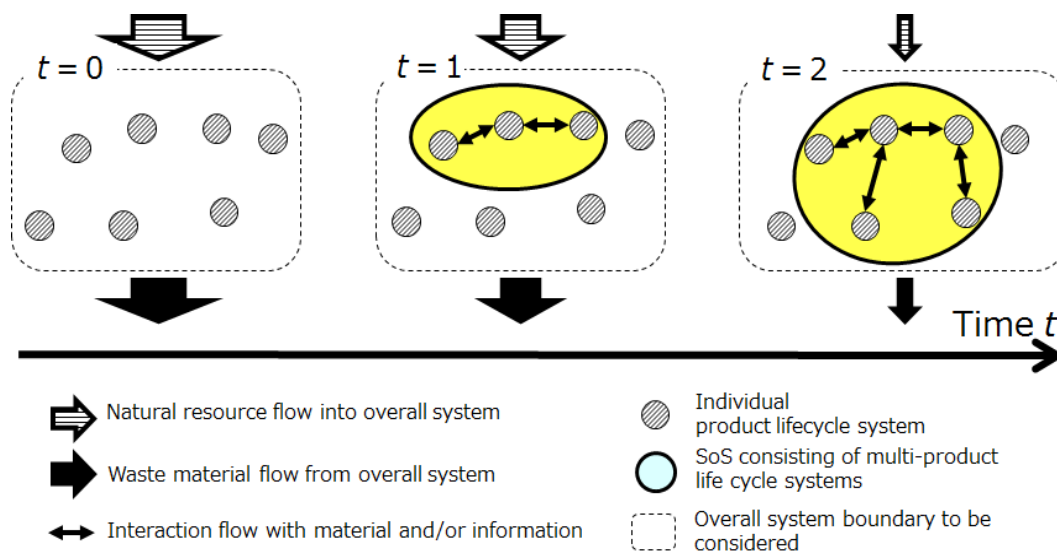 t = 0
t = 1
t = 2
Time t
Natural resource flow into overall system
Waste material flow from overall system
Interaction flow with material and/or information
Individual
product lifecycle system
SoS consisting of multi-product
life cycle systems
Overall system boundary to be
considered